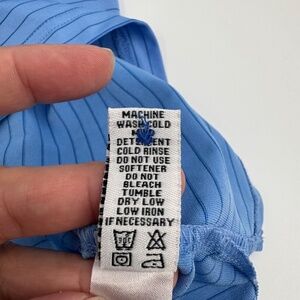 MACHINE
WASH COLD
DETERGENT
COLD RINSE
DO NOT USE
SOFTENER
DO NOT
BLEACH
TUMBLE
DRY LOW
LOW IRON
IF NECESSARY